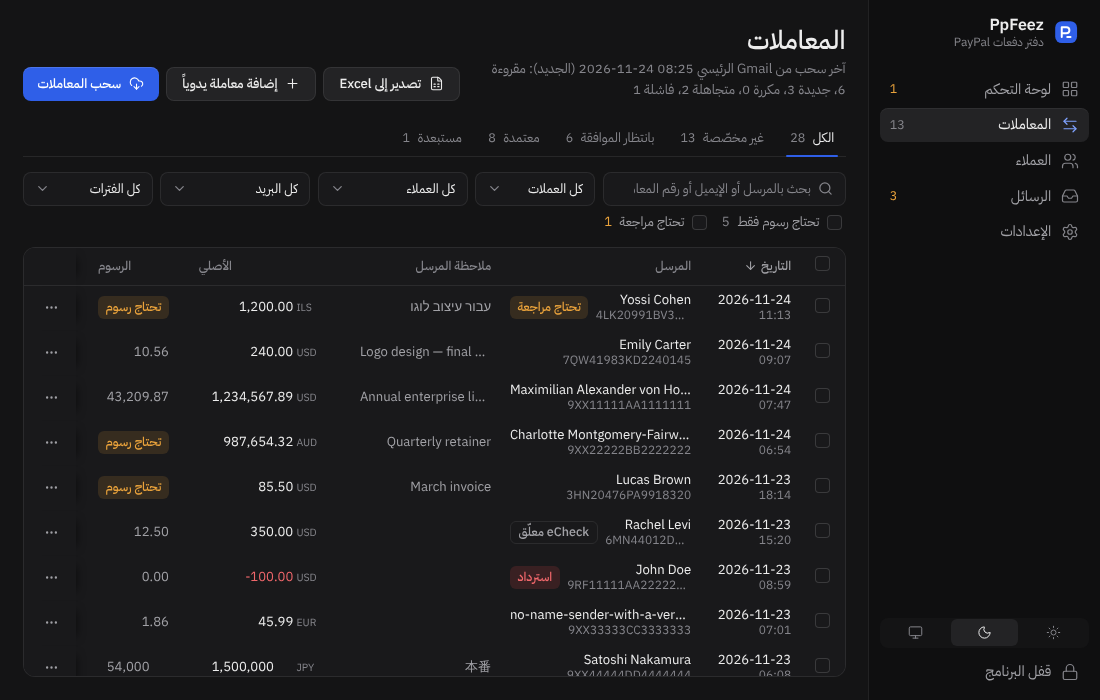 PpFeez
دفتر دفعات PayPal
لوحة التحكم 1
المعاملات 13
العملاء
الرسائل 3
الإعدادات
قفل البرنامج
المعاملات
آخر سحب من Gmail الرئيسي 08:25 24-11-2026 (الجديد): مقروءة
6، جديدة 3، مكررة 0، متجاهلة 2، فاشلة 1
تصدير إلى Excel
إضافة معاملة يدوياً
سحب المعاملات
الكل 28 غير مخصّصة 13 بانتظار الموافقة 6 معتمدة 8 مستبعدة 1
بحث بالمرسل أو الإيميل أو رقم المعا
كل العملات
كل العملاء
كل البريد
كل الفترات
تحتاج رسوم فقط 5 تحتاج مراجعة 1
التاريخ المرسل ملاحظة المرسل الأصلي الرسوم
2026-11-24 Yossi Cohen تحتاج مراجعة עבור עיצוב לוגו 1,200.00 ILS تحتاج رسوم
11:13 4LK20991BV3...
2026-11-24 Emily Carter Logo design — final ... 240.00 USD 10.56
09:07 7QW41983KD2240145
2026-11-24 Maximilian Alexander von Ho... Annual enterprise li... 1,234,567.89 USD 43,209.87
07:47 9XX11111AA1111111
2026-11-24 Charlotte Montgomery-Fairw... Quarterly retainer 987,654.32 AUD تحتاج رسوم
06:54 9XX22222BB2222222
2026-11-23 Lucas Brown March invoice 85.50 USD تحتاج رسوم
18:14 3HN20476PA9918320
2026-11-23 Rachel Levi eCheck معلّق 350.00 USD 12.50
15:20 6MN44012D...
2026-11-23 John Doe استرداد -100.00 USD 0.00
08:59 9RF11111AA22222...
2026-11-23 no-name-sender-with-a-ver... 45.99 EUR 1.86
07:01 9XX33333CC3333333
2026-11-23 Satoshi Nakamura 本番 1,500,000 JPY 54,000
06:08 9XX44444DD4444444